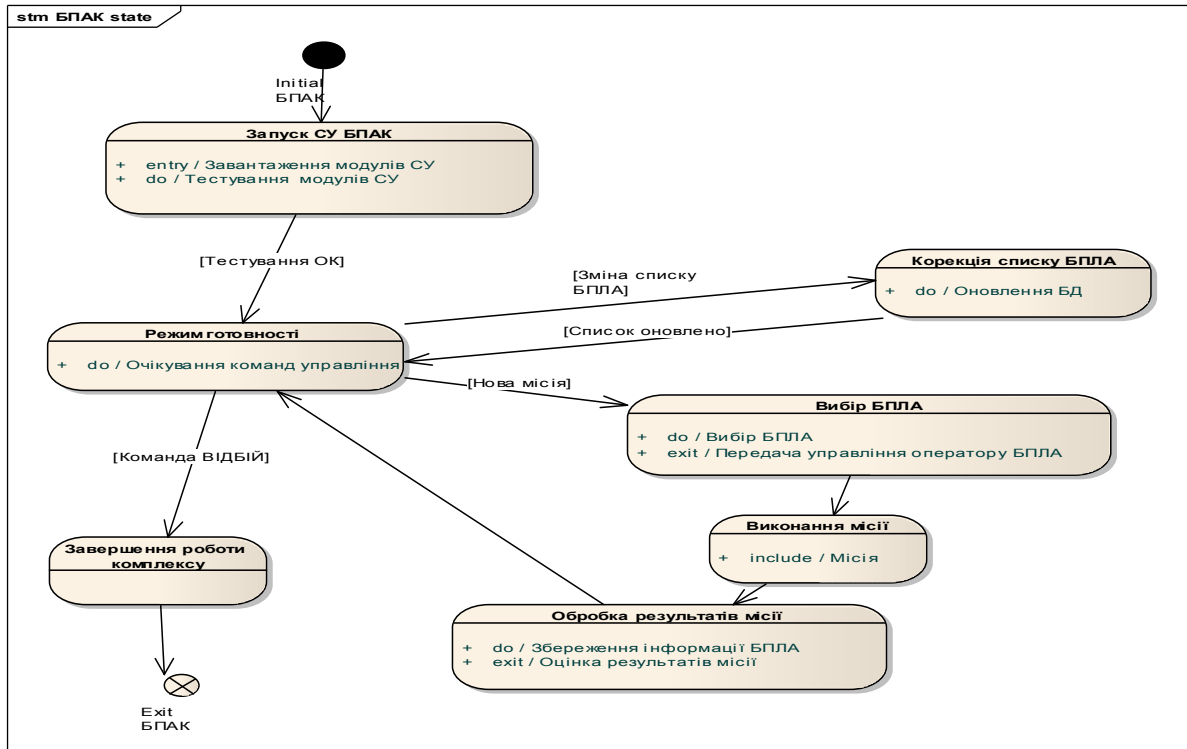 stm БПАК state
Initial
БПАК
Запуск СУ БПАК
+ entry / Завантаження модулів СУ
+ do / Тестування модулів СУ
[Тестування ОК]
[Зміна списку
БПЛА]
Корекція списку БПЛА
+ do / Оновлення БД
[Список оновлено]
Режим готовності
+ do / Очікування команд управління
[Нова місія]
Вибір БПЛА
+ do / Вибір БПЛА
+ exit / Передача управління оператору БПЛА
[Команда ВІДБІЙ]
Виконання місії
+ include / Місія
Завершення роботи
комплексу
Обробка результатів місії
+ do / Збереження інформації БПЛА
+ exit / Оцінка результатів місії
Exit
БПАК